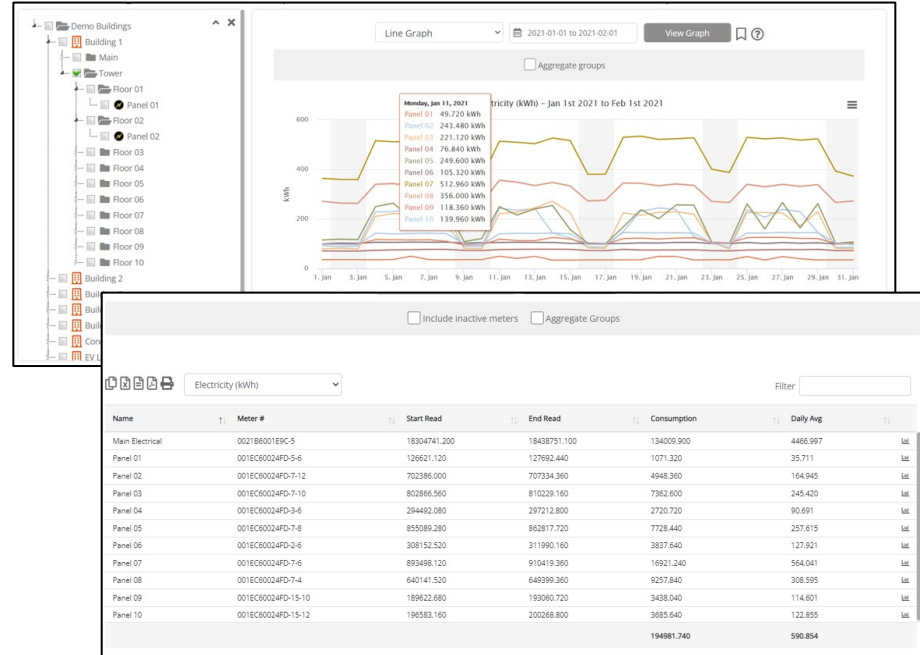 Demo Buildings
Building 1
Main
Tower
Floor 01
Panel 01
Floor 02
Panel 02
Floor 03
Floor 04
Floor 05
Floor 06
Floor 07
Floor 08
Floor 09
Floor 10
Building 2
Con
EV L
Line Graph 2021-01-01 to 2021-02-01 View Graph
Aggregate groups
tricity (kWh) – Jan 1st 2021 to Feb 1st 2021
Monday, Jan 11, 2021
Panel 01 49.720 kWh
Panel 02 243.480 kWh
Panel 03 221.120 kWh
Panel 04 76.840 kWh
Panel 05 249.600 kWh
Panel 06 105.320 kWh
Panel 07 512.960 kWh
Panel 08 356.000 kWh
Panel 09 118.360 kWh
Panel 10 139.960 kWh
600
400
200
0
kWh
1. Jan 3. Jan 5. Jan 7. Jan 9. Jan 11. Jan 13. Jan 15. Jan 17. Jan 19. Jan 21. Jan 23. Jan 25. Jan 27. Jan 29. Jan 31. Jan
Include inactive meters Aggregate Groups
Electricity (kWh) Filter
Name Meter # Start Read End Read Consumption Daily Avg
Main Electrical 0021B6001E9C-5 18304741.200 18438751.100 134009.900 4466.997
Panel 01 001EC60024FD-5-6 126621.120 127692.440 1071.320 35.711
Panel 02 001EC60024FD-7-12 702386.000 707334.360 4948.360 164.945
Panel 03 001EC60024FD-7-10 802866.560 810229.160 7362.600 245.420
Panel 04 001EC60024FD-3-6 294492.080 297212.800 2720.720 90.691
Panel 05 001EC60024FD-7-8 855089.280 862817.720 7728.440 257.615
Panel 06 001EC60024FD-2-6 308152.520 311990.160 3837.640 127.921
Panel 07 001EC60024FD-7-6 893498.120 910419.360 16921.240 564.041
Panel 08 001EC60024FD-7-4 640141.520 649399.360 9257.840 308.595
Panel 09 001EC60024FD-15-10 189622.680 193060.720 3438.040 114.601
Panel 10 001EC60024FD-15-12 196583.160 200268.800 3685.640 122.855
194981.740 590.854